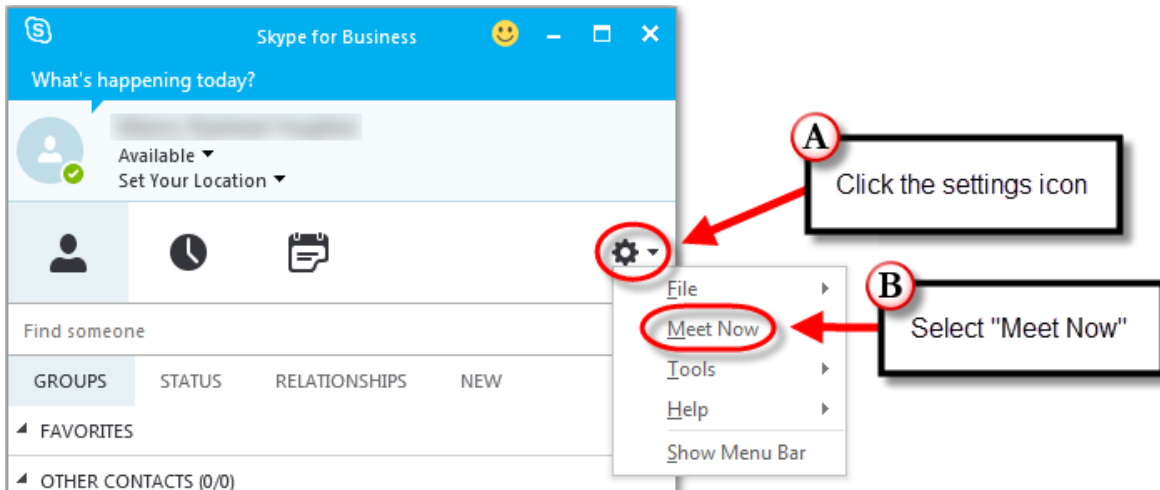 Skype for Business
What's happening today?
Available
Set Your Location
A
Click the settings icon
File
B
Meet Now
Select "Meet Now"
Find someone
Tools
GROUPS STATUS RELATIONSHIPS NEW
Help
FAVORITES
Show Menu Bar
OTHER CONTACTS (0/0)